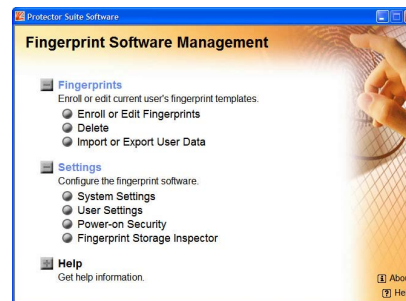 Protector Suite Software
Fingerprint Software Management
Fingerprints
Enroll or edit current user's fingerprint templates.
Enroll or Edit Fingerprints
Delete
Import or Export User Data
Settings
Configure the fingerprint software.
System Settings
User Settings
Power-on Security
Fingerprint Storage Inspector
Help
Get help information.
Abou
He